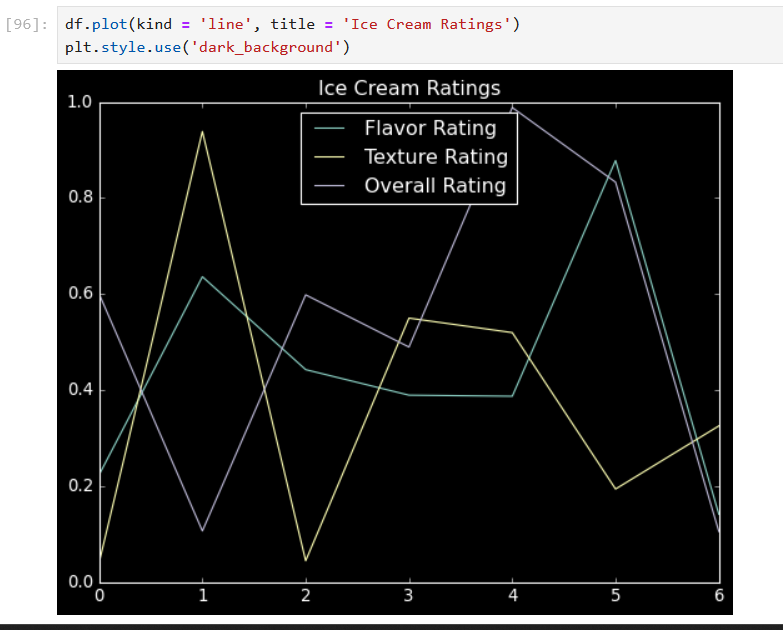 [96]: df.plot(kind = 'line', title = 'Ice Cream Ratings')
plt.style.use('dark_background')
Ice Cream Ratings
1.0
Flavor Rating
Texture Rating
Overall Rating
0.8
0.6
0.4
0.2
0.0
0 1 2 3 4 5 6